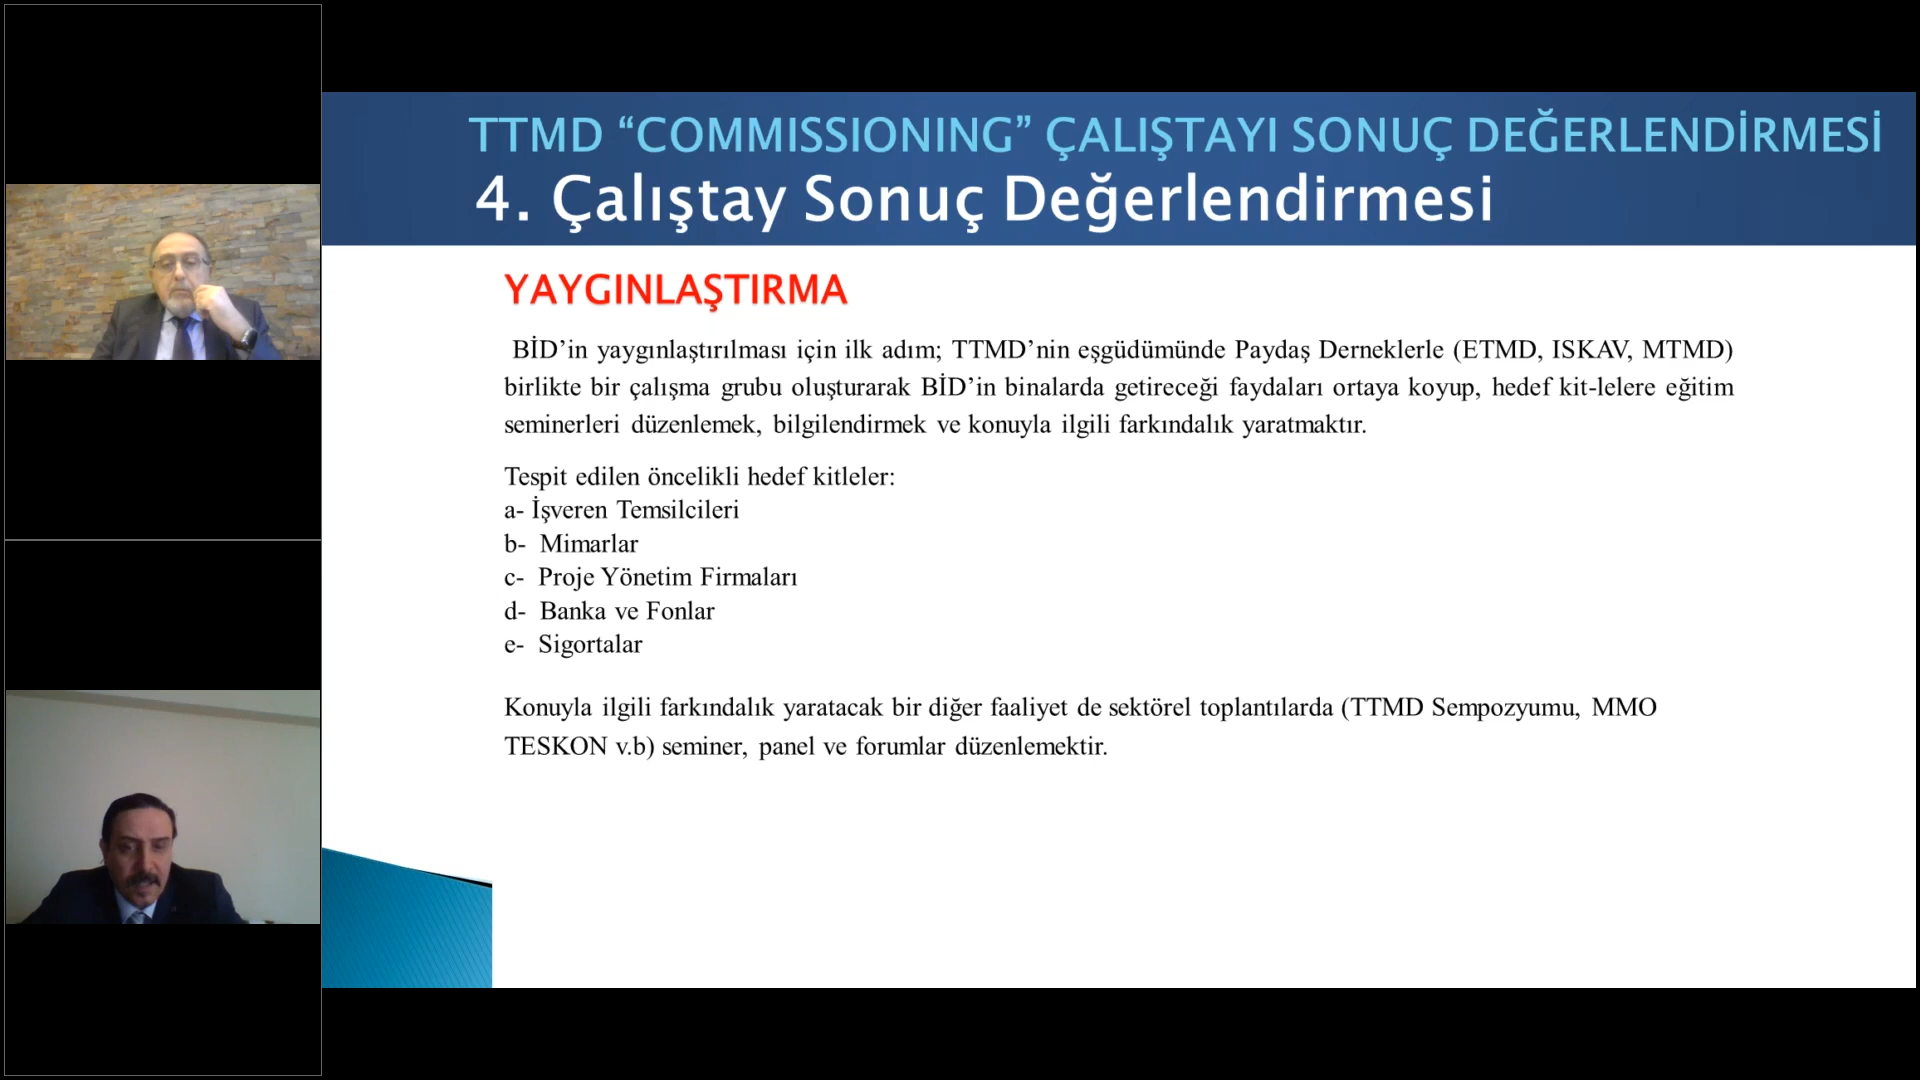 TTMD “COMMISSIONING” ÇALIŞTAYI SONUÇ DEĞERLENDİRMESİ
4. Çalıştay Sonuç Değerlendirmesi
YAYGINLAŞTIRMA
BİD’in yaygınlaştırılması için ilk adım; TTMD’nin eşgüdümünde Paydaş Derneklerle (ETMD, ISKAV, MTMD)
birlikte bir çalışma grubu oluşturarak BİD’in binalarda getireceği faydaları ortaya koyup, hedef kit-lelere eğitim
seminerleri düzenlemek, bilgilendirmek ve konuyla ilgili farkındalık yaratmaktır.
Tespit edilen öncelikli hedef kitleler:
a- İşveren Temsilcileri
b- Mimarlar
c- Proje Yönetim Firmaları
d- Banka ve Fonlar
e- Sigortalar
Konuyla ilgili farkındalık yaratacak bir diğer faaliyet de sektörel toplantılarda (TTMD Sempozyumu, MMO
TESKON v.b) seminer, panel ve forumlar düzenlemektir.